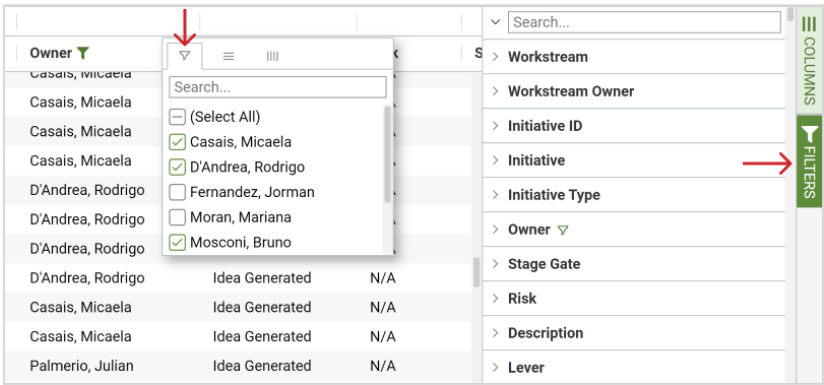 Owner
Casais, Micaela
Casais, Micaela
Casais, Micaela
Casais, Micaela
D'Andrea, Rodrigo
D'Andrea, Rodrigo
D'Andrea, Rodrigo
D'Andrea, Rodrigo Idea Generated N/A
Casais, Micaela Idea Generated N/A
Casais, Micaela Idea Generated N/A
Palmerio, Julian Idea Generated N/A
k
S
Search...
(Select All)
Casais, Micaela
D'Andrea, Rodrigo
Fernandez, Jorman
Moran, Mariana
Mosconi, Bruno
Search...
Workstream
Workstream Owner
Initiative ID
Initiative
Initiative Type
Owner
Stage Gate
Risk
Description
Lever
COLUMNS
FILTERS